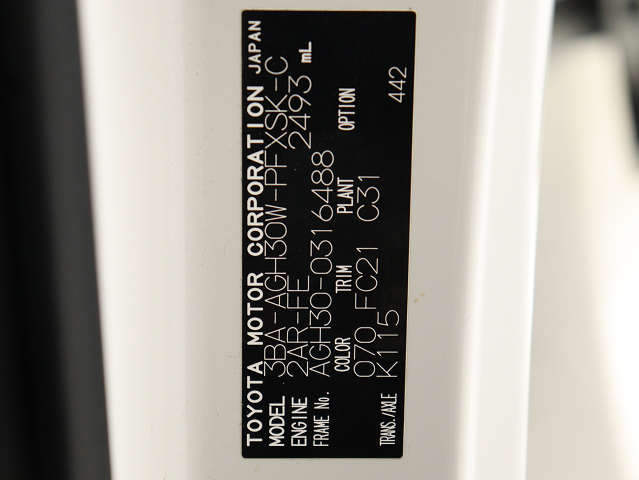 TOYOTA MOTOR CORPORATION JAPAN
MODEL 3BA-AGH30W-PFXSK-C
ENGINE 2AR-FE 2493 mL
FRAME No. AGH30-0316488
COLOR TRIM PLANT OPTION
070 FC21 C31 442
TRANS./AXLE K115